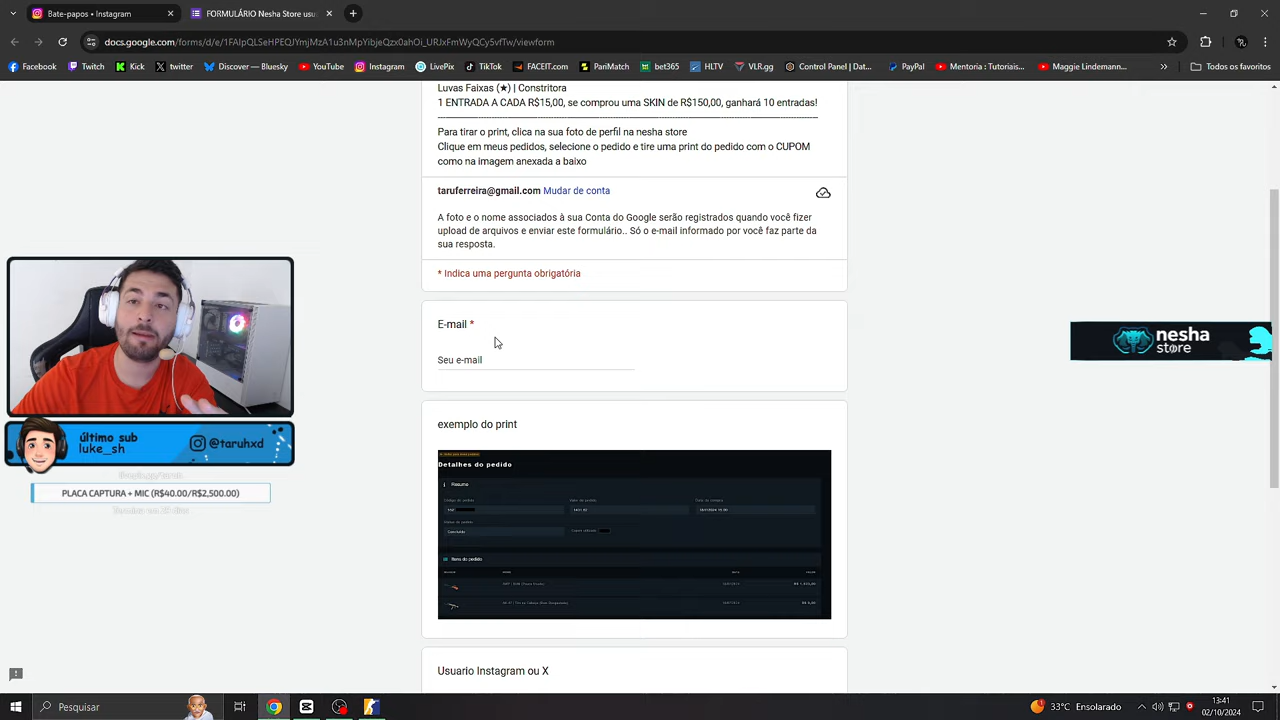 Bate-papos • Instagram
FORMULÁRIO Nesha Store usu
docs.google.com/forms/d/e/1FAIpQLSeHPEQJYmjMzA1u3nMpYibjeQzx0ahOi_URJxFmWyQCy5vfTw/viewform
Facebook
Twitch
Kick
twitter
Discover — Bluesky
YouTube
Instagram
LivePix
TikTok
FACEIT.com
PariMatch
bet365
HLTV
VLR.gg
Control Panel | Dat...
PayPal
Mentoria : Tutoriais...
Maggie Lindemann...
Todos os favoritos
Luvas Faixas (★) | Constritora
1 ENTRADA A CADA R$15,00, se comprou uma SKIN de R$150,00, ganhará 10 entradas!
Para tirar o print, clica na sua foto de perfil na nesha store
Clique em meus pedidos, selecione o pedido e tire uma print do pedido com o CUPOM
como na imagem anexada a baixo
taruferreira@gmail.com Mudar de conta
A foto e o nome associados à sua Conta do Google serão registrados quando você fizer
upload de arquivos e enviar este formulário.. Só o e-mail informado por você faz parte da
sua resposta.
* Indica uma pergunta obrigatória
E-mail *
Seu e-mail
exemplo do print
Detalhes do pedido
Resumo
Itens do pedido
Usuario Instagram ou X
nesha
store
último sub
luke_sh
@taruhxd
PLACA CAPTURA + MIC (R$40.00/R$2,500.00)
Pesquisar
33°C Ensolarado
13:41
02/10/2024